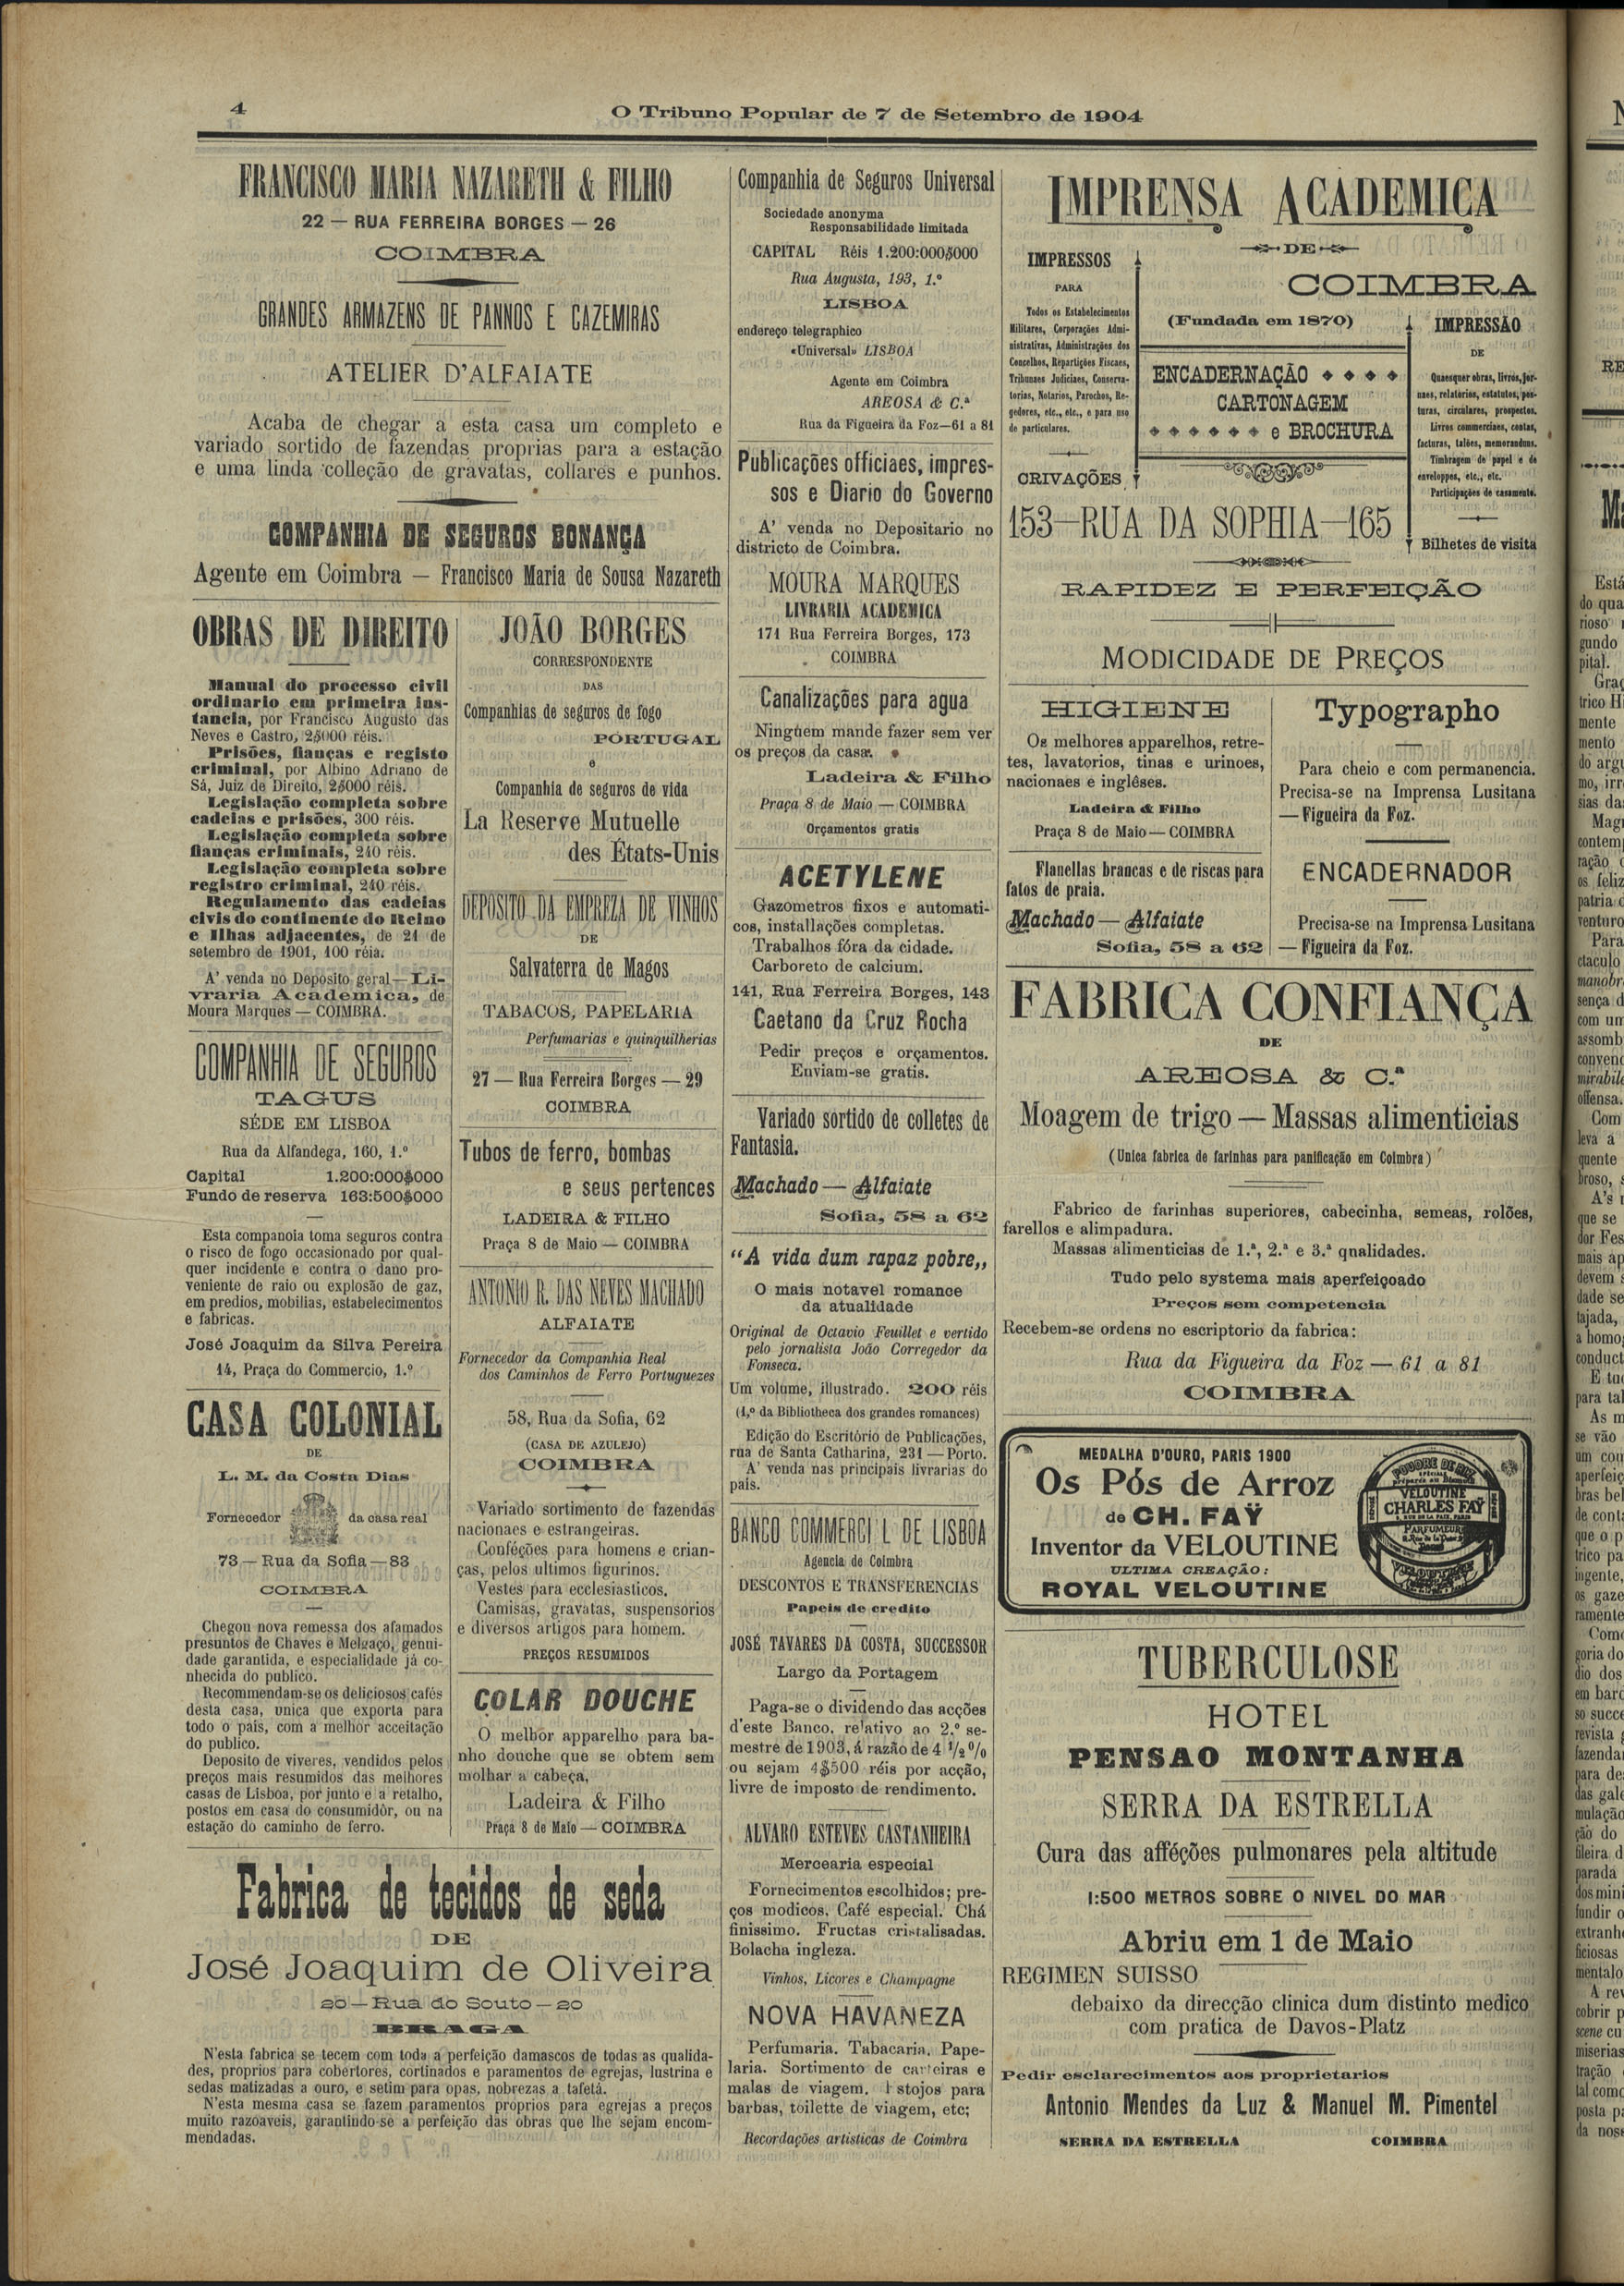 4
O Tribuno Popular de 7 de Setembro de 1904
FRANCISCO MARIA NAZARETH & FILHO
22 — RUA FERREIRA BORGES — 26
COIMBRA
GRANDES ARMAZENS DE PANNOS E CAZEMIRAS
ATELIER D'ALFAIATE
Acaba de chegar a esta casa um completo e
variado sortido de fazendas proprias para a estação
e uma linda colleção de gravatas, collares e punhos.
COMPANHIA DE SEGUROS BONANÇA
Agente em Coimbra — Francisco Maria de Sousa Nazareth
OBRAS DE DIREITO
Manual do processo civil
ordinario em primeira ins-
tancia, por Francisco Augusto das
Neves e Castro, 2$000 réis.
Prisões, fianças e registo
criminal, por Albino Adriano de
Sá, Juiz de Direito, 2$000 réis.
Legislação completa sobre
cadeias e prisões, 300 réis.
Legislação completa sobre
fianças criminais, 240 réis.
Legislação completa sobre
registro criminal, 240 réis.
Regulamento das cadeias
civis do continente do Reino
e Ilhas adjacentes, de 21 de
setembro de 1901, 100 réis.
A' venda no Deposito geral — Li-
vraria Academica, de
Moura Marques — COIMBRA.
COMPANHIA DE SEGUROS
TAGUS
SÉDE EM LISBOA
Rua da Alfandega, 160, 1.º
Capital 1.200:000$000
Fundo de reserva 163:500$000
Esta companoia toma seguros contra
o risco de fogo occasionado por qual-
quer incidente e contra o dano pro-
veniente de raio ou explosão de gaz,
em predios, mobilias, estabelecimentos
e fabricas.
José Joaquim da Silva Pereira
14, Praça do Commercio, 1.º
CASA COLONIAL
DE
L. M. da Costa Dias
Fornecedor da casa real
73 — Rua da Sofia — 83
COIMBRA
Chegou nova remessa dos afamados
presuntos de Chaves e Melgaço, genui-
dade garantida, e especialidade já co-
nhecida do publico.
Recommendam-se os deliciosos cafés
desta casa, unica que exporta para
todo o pais, com a melhor acceitação
do publico.
Deposito de viveres, vendidos pelos
preços mais resumidos das melhores
casas de Lisboa, por junto e a retalho,
postos em casa do consumidôr, ou na
estação do caminho de ferro.
JOÃO BORGES
CORRESPONDENTE
DAS
Companhias de seguros de fogo
PORTUGAL
e
Companhia de seguros de vida
La Reserve Mutuelle
des États-Unis
DEPOSITO DA EMPREZA DE VINHOS
DE
Salvaterra de Magos
TABACOS, PAPELARIA
Perfumarias e quinquilherias
27 — Rua Ferreira Borges — 29
COIMBRA
Tubos de ferro, bombas
e seus pertences
LADEIRA & FILHO
Praça 8 de Maio — COIMBRA
ANTONIO R. DAS NEVES MACHADO
ALFAIATE
Fornecedor da Companhia Real
dos Caminhos de Ferro Portuguezes
58, Rua da Sofia, 62
(CASA DE AZULEJO)
COIMBRA
Variado sortimento de fazendas
nacionaes e estrangeiras.
Conféções para homens e crian-
ças, pelos ultimos figurinos.
Vestes para ecclesiasticos.
Camisas, gravatas, suspensorios
e diversos artigos para homem.
PREÇOS RESUMIDOS
COLAR DOUCHE
O melhor apparelho para ba-
nho douche que se obtem sem
molhar a cabeça,
Ladeira & Filho
Praça 8 de Maio — COIMBRA
Fabrica de tecidos de seda
DE
José Joaquim de Oliveira
20 — Rua do Souto — 20
BRAGA
N'esta fabrica se tecem com toda a perfeição damascos de todas as qualida-
des, proprios para cobertores, cortinados e paramentos de egrejas, lustrina e
sedas matizadas a ouro, e setim para opas, nobrezas a tafetá.
N'esta mesma casa se fazem paramentos proprios para egrejas a preços
muito razoaveis, garantindo-se a perfeição das obras que lhe sejam encom-
mendadas.
Companhia de Seguros Universal
Sociedade anonyma
Responsabilidade limitada
CAPITAL Réis 1.200:000$000
Rua Augusta, 193, 1.º
LISBOA
endereço telegraphico
«Universal» LISBOA
Agente em Coimbra
AREOSA & C.ª
Rua da Figueira da Foz—61 a 81
Publicações officiaes, impres-
sos e Diario do Governo
A' venda no Depositario no
districto de Coimbra.
MOURA MARQUES
LIVRARIA ACADEMICA
171 Rua Ferreira Borges, 173
COIMBRA
Canalizações para agua
Ninguem mande fazer sem ver
os preços da casa.
Ladeira & Filho
Praça 8 de Maio — COIMBRA
Orçamentos gratis
ACETYLENE
Gazometros fixos e automati-
cos, installações completas.
Trabalhos fóra da cidade.
Carboreto de calcium.
141, Rua Ferreira Borges, 143
Caetano da Cruz Rocha
Pedir preços e orçamentos.
Enviam-se gratis.
Variado sortido de colletes de
Fantasia.
Machado — Alfaiate
Sofia, 58 a 62
“A vida dum rapaz pobre„
O mais notavel romance
da atualidade
Original de Octavio Feuillet e vertido
pelo jornalista João Corregedor da
Fonseca.
Um volume, illustrado. 200 réis
(1.º da Bibliotheca dos grandes romances)
Edição do Escritório de Publicações,
rua de Santa Catharina, 231 — Porto.
A' venda nas principais livrarias do
pais.
BANCO COMMERCI L DE LISBOA
Agencia de Coimbra
DESCONTOS E TRANSFERENCIAS
Papeis de credito
JOSÉ TAVARES DA COSTA, SUCCESSOR
Largo da Portagem
Paga-se o dividendo das acções
d'este Banco, relativo ao 2.º se-
mestre de 1903, á razão de 4 1/2 %
ou sejam 4$500 réis por acção,
livre de imposto de rendimento.
ALVARO ESTEVES CASTANHEIRA
Mercearia especial
Fornecimentos escolhidos; pre-
ços modicos. Café especial. Chá
finissimo. Fructas cristalisadas.
Bolacha ingleza.
Vinhos, Licores e Champagne
NOVA HAVANEZA
Perfumaria. Tabacaria. Pape-
laria. Sortimento de carteiras e
malas de viagem. stojos para
barbas, toilette de viagem, etc;
Recordações artisticas de Coimbra
IMPRENSA ACADEMICA
DE
COIMBRA
(Fundada em 1870)
IMPRESSOS
PARA
Todos os Estabelecimentos
Militares, Corporações Admi-
nistrativas, Administrações dos
Concelhos, Repartições Fiscaes,
Tribunaes Judiciaes, Conserva-
torias, Notarios, Parochos, Re-
gedores, etc., etc., e para uso
de particulares.
CRIVAÇÕES
ENCADERNAÇÃO
CARTONAGEM
e BROCHURA
IMPRESSÃO
DE
Quaesquer obras, livros, jor-
naes, relatorios, estatutos, pos-
turas, circulares, prospectos.
Livros commerciaes, contas,
facturas, talões, memoranduns.
Timbragem de papel e de
enveloppes, etc., etc.
Participações de casamento.
Bilhetes de visita
153—RUA DA SOPHIA—165
RAPIDEZ E PERFEIÇÃO
MODICIDADE DE PREÇOS
HIGIENE
Os melhores apparelhos, retre-
tes, lavatorios, tinas e urinoes,
nacionaes e inglêses.
Ladeira & Filho
Praça 8 de Maio — COIMBRA
Flanellas brancas e de riscas para
fatos de praia.
Machado — Alfaiate
Sofia, 58 a 62
Typographo
Para cheio e com permanencia.
Precisa-se na Imprensa Lusitana
— Figueira da Foz.
ENCADERNADOR
Precisa-se na Imprensa Lusitana
— Figueira da Foz.
FABRICA CONFIANÇA
DE
AREOSA & C.ª
Moagem de trigo — Massas alimenticias
(Unica fabrica de farinhas para panificação em Coimbra)
Fabrico de farinhas superiores, cabecinha, semeas, rolões,
farellos e alimpadura.
Massas alimenticias de 1.ª, 2.ª e 3.ª qnalidades.
Tudo pelo systema mais aperfeiçoado
Preços sem competencia
Recebem-se ordens no escriptorio da fabrica:
Rua da Figueira da Foz — 61 a 81
COIMBRA
MEDALHA D'OURO, PARIS 1900
Os Pós de Arroz
de CH. FAŸ
Inventor da VELOUTINE
ULTIMA CREAÇÃO:
ROYAL VELOUTINE
POUDRE DE RIZ
SPÉCIALE
VELOUTINE
CHARLES FAŸ
9, RUE DE LA PAIX, PARIS
PARFUMEUR
TUBERCULOSE
HOTEL
PENSAO MONTANHA
SERRA DA ESTRELLA
Cura das afféções pulmonares pela altitude
1:500 METROS SOBRE O NIVEL DO MAR
Abriu em 1 de Maio
REGIMEN SUISSO
debaixo da direcção clinica dum distinto medico
com pratica de Davos-Platz
Pedir esclarecimentos aos proprietarios
Antonio Mendes da Luz & Manuel M. Pimentel
SERRA DA ESTRELLA COIMBRA